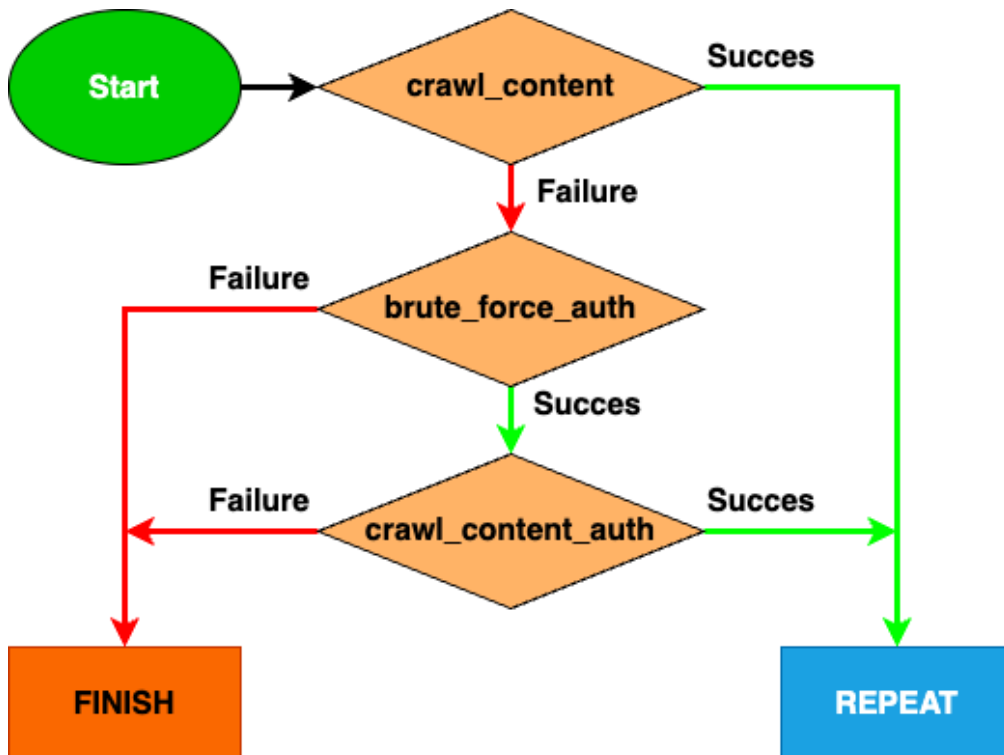 Start
crawl_content
Succes
Failure
Failure
brute_force_auth
Succes
Failure
crawl_content_auth
Succes
FINISH
REPEAT